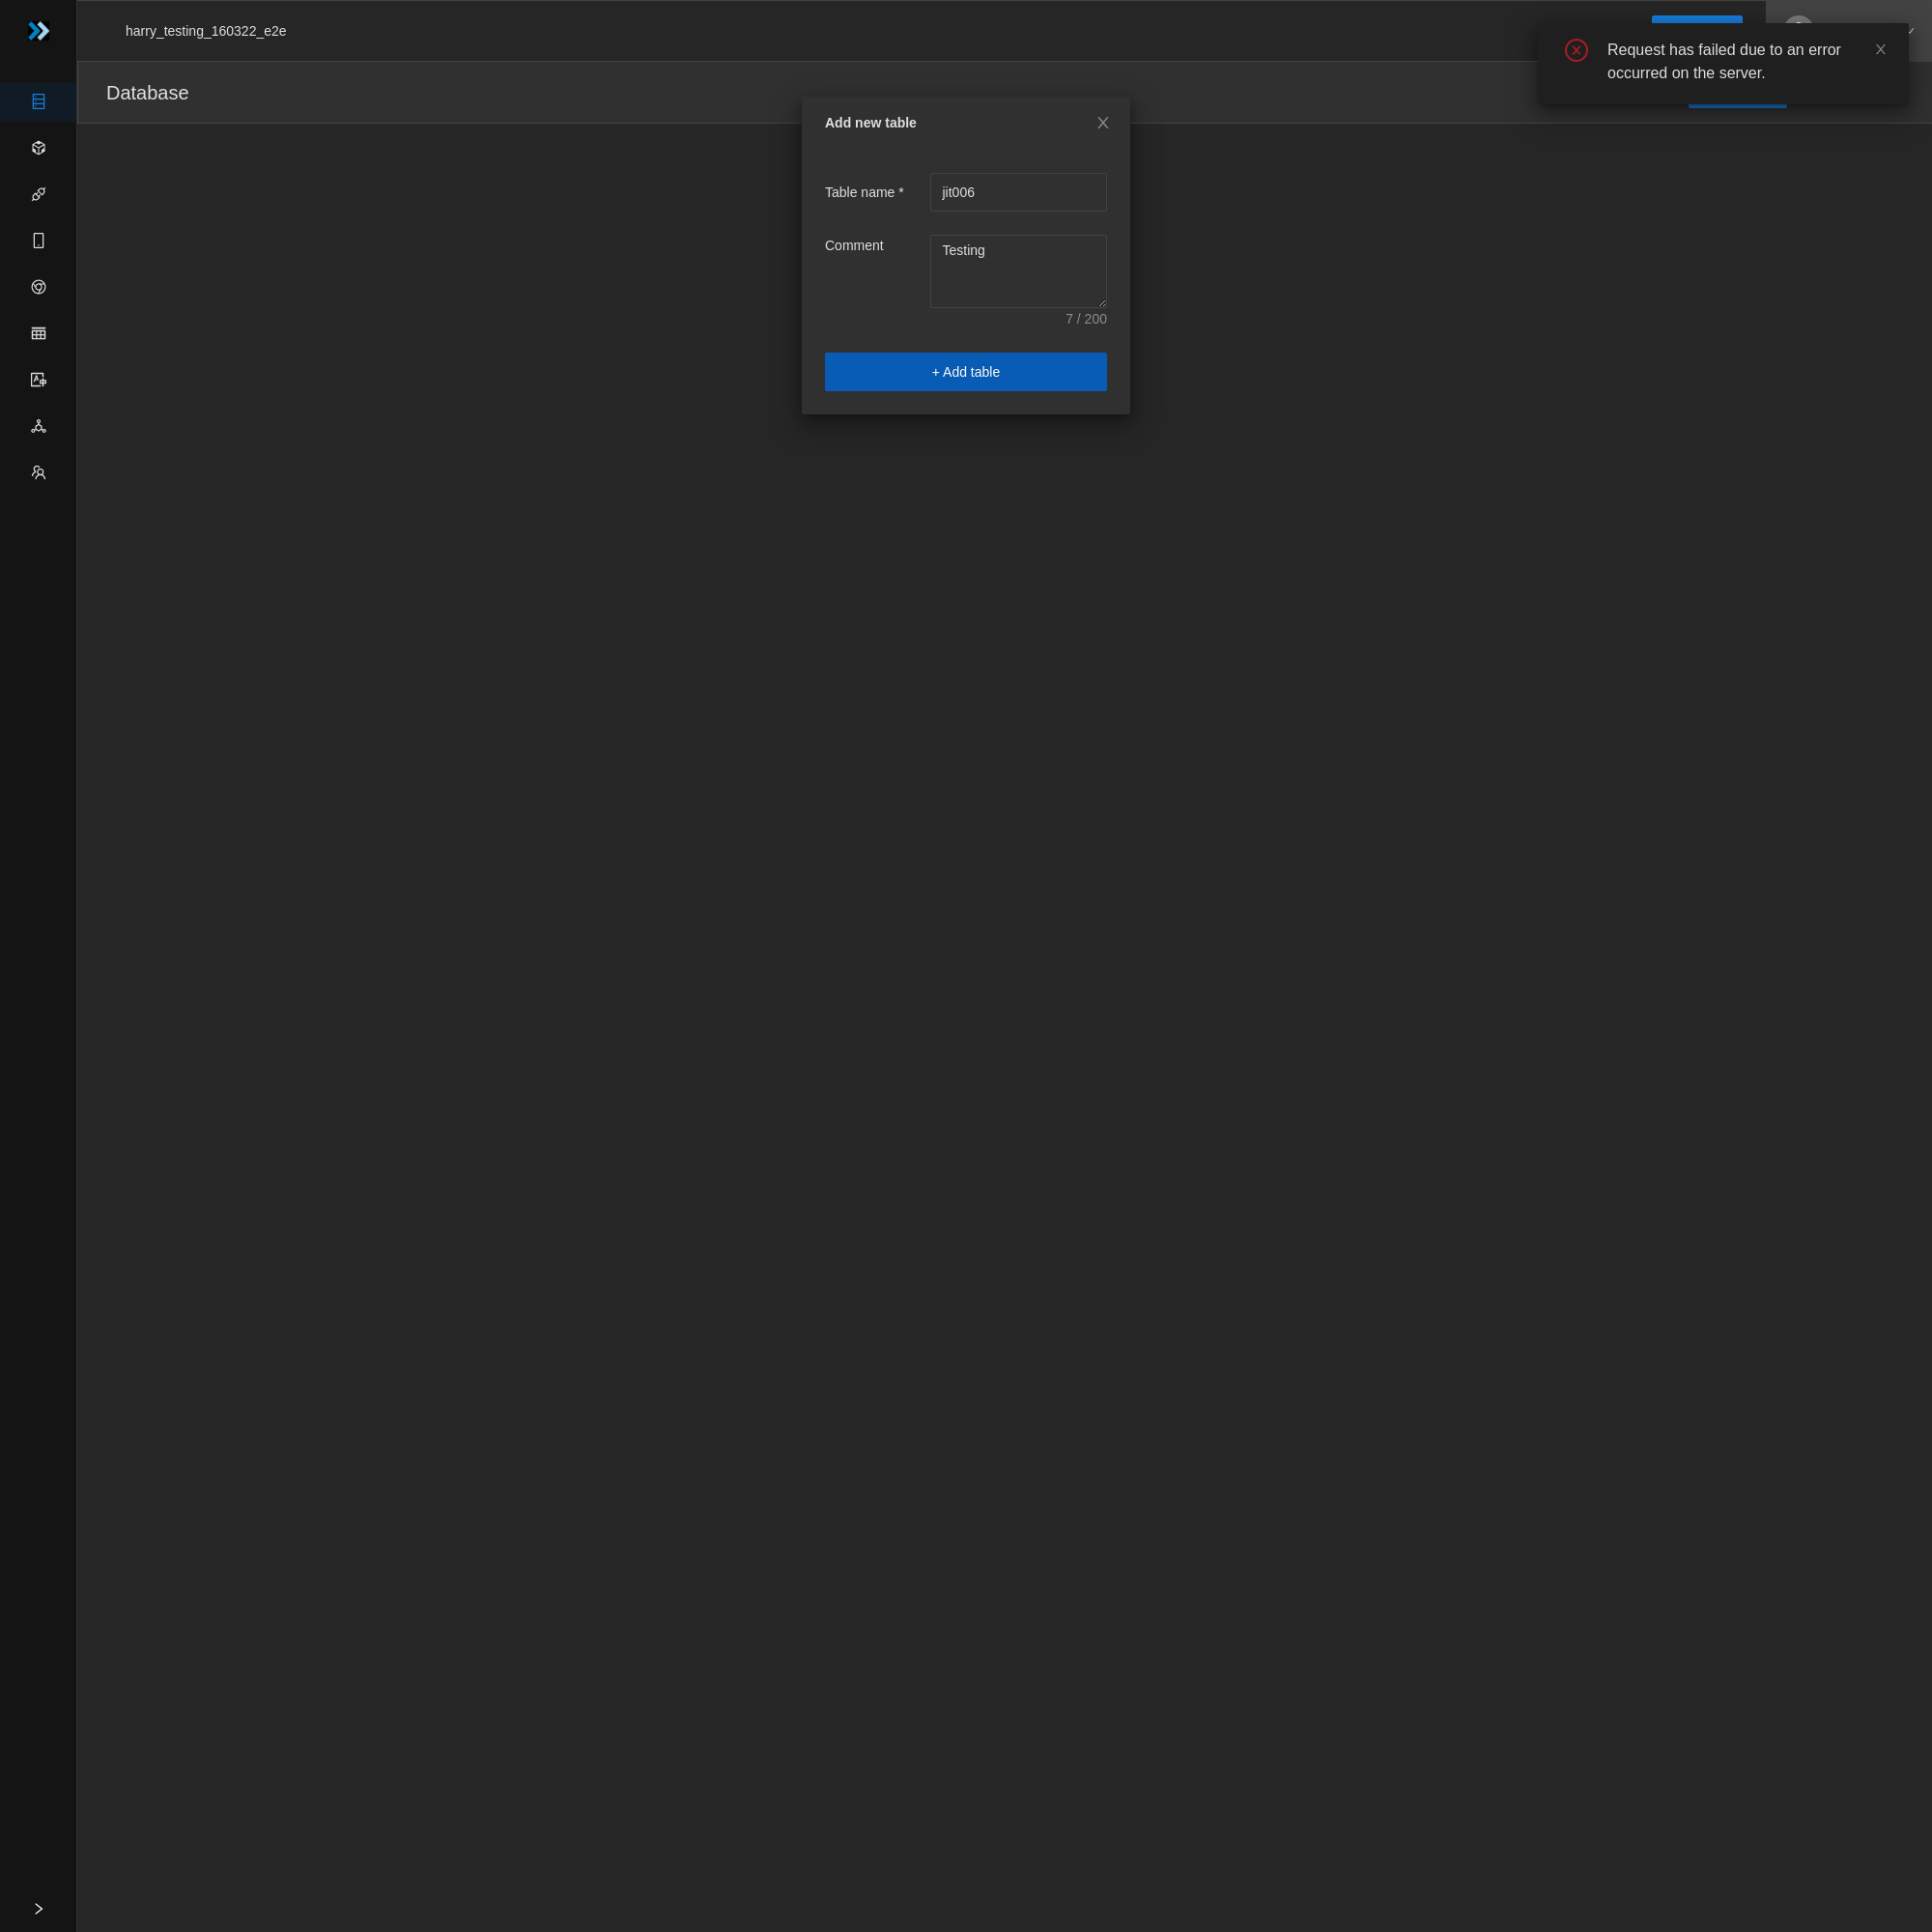 harry_testing_160322_e2e
Request has failed due to an error
occurred on the server.
Database
Add new table
Table name *
jit006
Comment
Testing
7 / 200
+ Add table